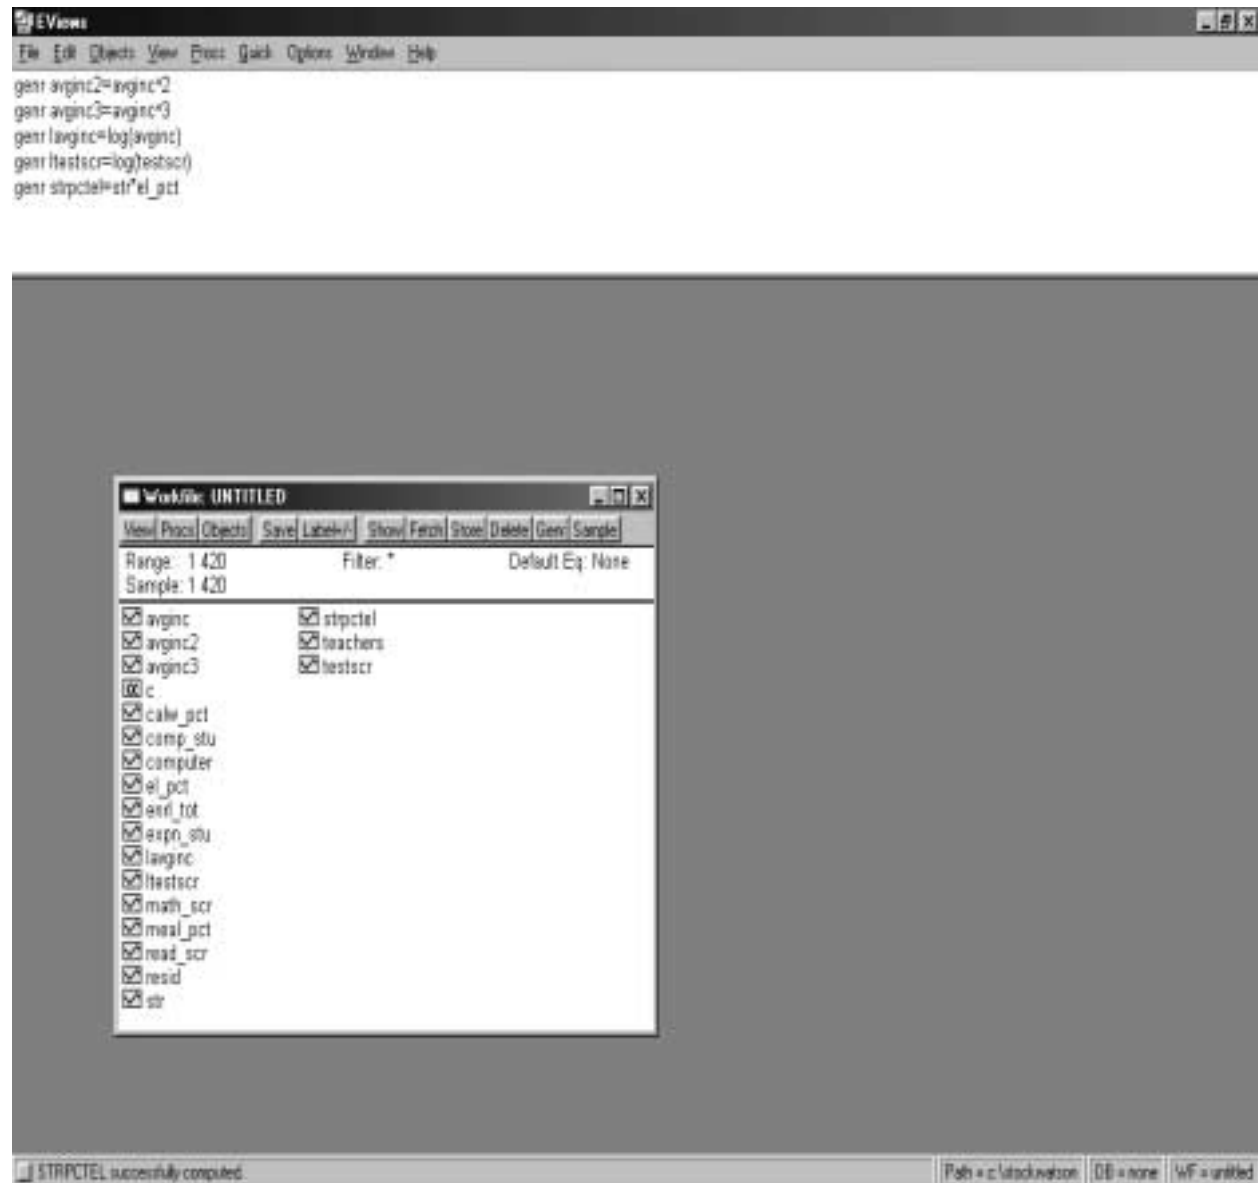 EViews
File Edit Objects View Procs Quick Options Window Help
genr avginc2=avginc^2
genr avginc3=avginc^3
genr lavginc=log(avginc)
genr ltestscr=log(testscr)
genr strpctel=str*el_pct
Workfile: UNTITLED
View Procs Objects Save Label+/- Show Fetch Store Delete Genr Sample
Range: 1 420 Filter: * Default Eq: None
Sample: 1 420
avginc strpctel
avginc2 teachers
avginc3 testscr
c
calw_pct
comp_stu
computer
el_pct
enrl_tot
expn_stu
lavginc
ltestscr
math_scr
meal_pct
read_scr
resid
str
STRPCTEL successfully computed. Path = c:\stockwatson DB = none WF = untitled